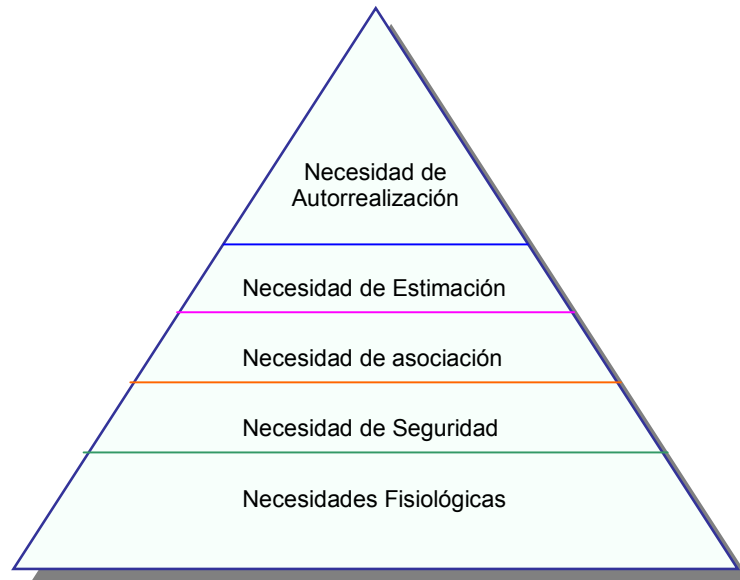 Necesidad de
Autorrealización
Necesidad de Estimación
Necesidad de asociación
Necesidad de Seguridad
Necesidades Fisiológicas